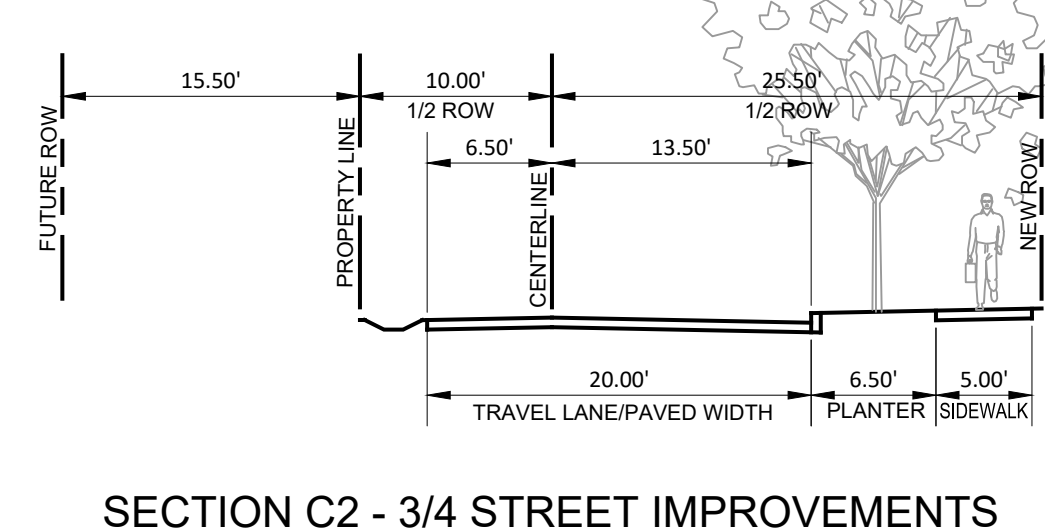 15.50'
10.00'
25.50'
1/2 ROW
1/2 ROW
6.50'
13.50'
FUTURE ROW
PROPERTY LINE
CENTERLINE
NEW ROW
20.00'
6.50'
5.00'
TRAVEL LANE/PAVED WIDTH
PLANTER
SIDEWALK
SECTION C2 - 3/4 STREET IMPROVEMENTS